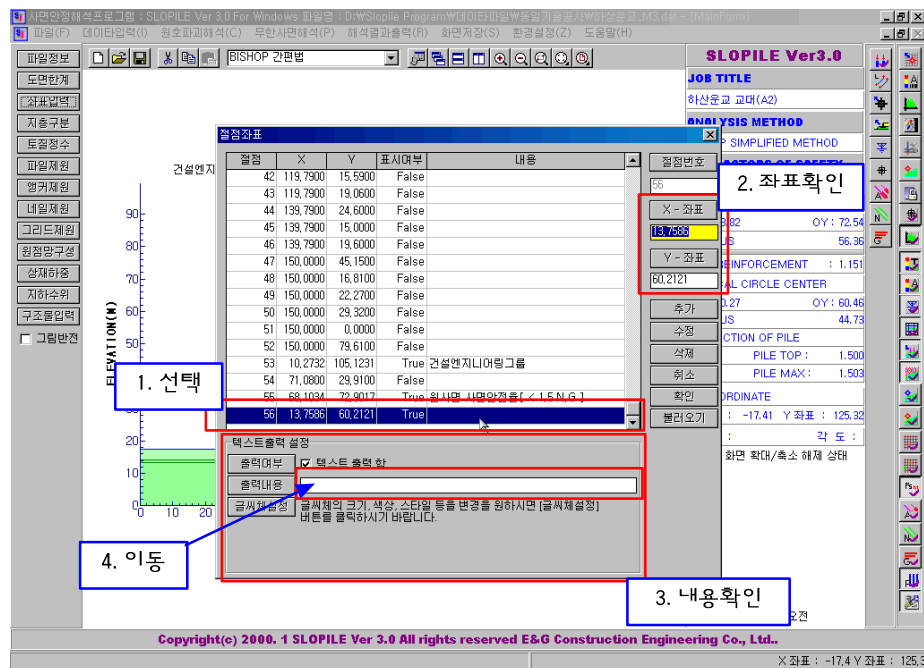 사면안정해석프로그램 : SLOPILE Ver 3,0 For Windows 파일명 : D:₩Slopile Program₩데이타파일₩동일기술공사₩하상운교_M3.dat - [Mainform]
파일(F) 데이타입력(I) 원호파괴해석(C) 무한사면해석(P) 해석결과출력(R) 화면저장(S) 환경설정(Z) 도움말(H)
파일정보
도면한계
좌표입력
지층구분
토질정수
파일제원
앵커제원
네일제원
그리드제원
원점망구성
상재하중
지하수위
구조물입력
그림반전
BISHOP 간편법
SLOPILE Ver3.0
JOB TITLE
하산운교 교대(A2)
ANALYSIS METHOD
P SIMPLIFIED METHOD
건설엔지
ELEVATION(M)
90
80
70
60
50
20
10
0
0 10 20
절점좌표
절점 X Y 표시여부 내용
42 119,7900 15,5900 False
43 119,7900 19,0600 False
44 139,7900 24,6000 False
45 139,7900 15,0000 False
46 139,7900 19,6000 False
47 150,0000 45,1500 False
48 150,0000 16,8100 False
49 150,0000 22,2700 False
50 150,0000 29,3200 False
51 150,0000 0,0000 False
52 150,0000 79,6100 False
53 10,2732 105,1231 True 건설엔지니어링그룹
54 71,0800 29,9100 False
55 68,1034 72,9017 True 원사면 사면안전율[ < 1,5 N,G ]
56 13,7586 60,2121 True
절점번호
56
X - 좌표
13,7586
Y - 좌표
60,2121
추가
수정
삭제
취소
확인
불러오기
텍스트출력 설정
출력여부 텍스트 출력 함
출력내용
글씨체설정 글씨체의 크기, 색상, 스타일 등을 변경을 원하시면 [글씨체설정]
버튼를 클릭하시기 바랍니다.
1. 선택
2. 좌표확인
3. 내용확인
4. 이동
OY : 72.54
56.36
REINFORCEMENT : 1.151
AL CIRCLE CENTER
OY : 60.46
44.73
CTION OF PILE
PILE TOP : 1.500
PILE MAX : 1.503
ORDINATE
: -17.41 Y 좌표 : 125.32
: 각 도 :
화면 확대/축소 해제 상태
Copyright(c) 2000. 1 SLOPILE Ver 3.0 All rights reserved E&G Construction Engineering Co., Ltd..
X 좌표 : -17,4 Y 좌표 : 125,3